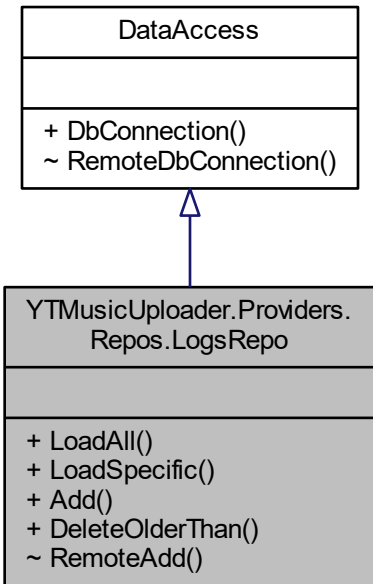 DataAccess
+ DbConnection()
~ RemoteDbConnection()
YTMusicUploader.Providers.
Repos.LogsRepo
+ LoadAll()
+ LoadSpecific()
+ Add()
+ DeleteOlderThan()
~ RemoteAdd()